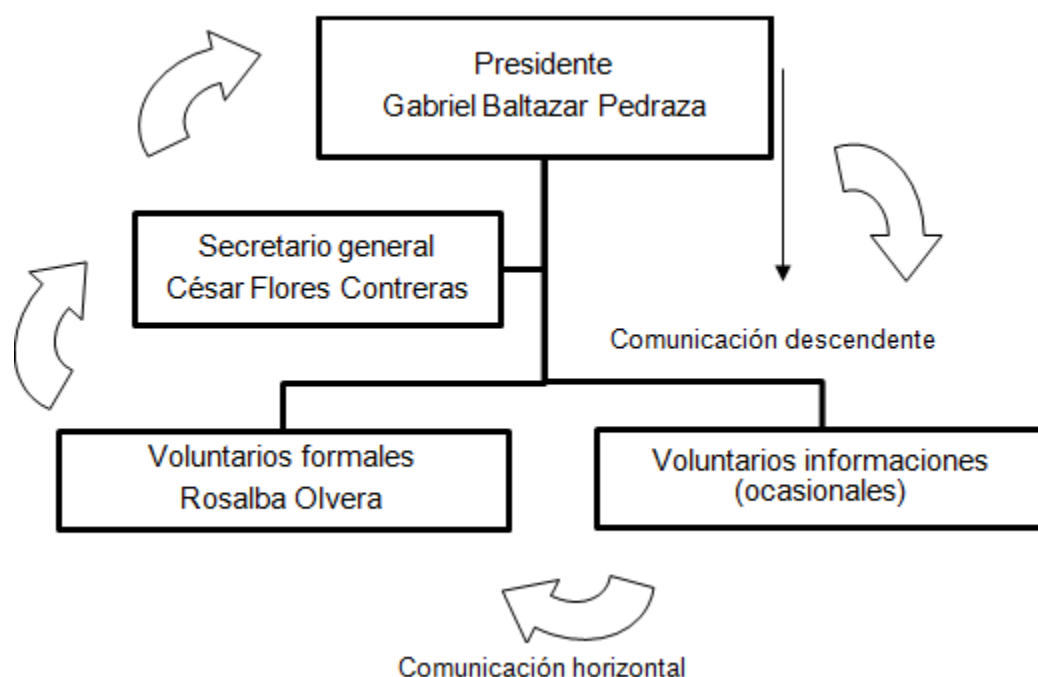 Presidente
Gabriel Baltazar Pedraza
Secretario general
César Flores Contreras
Comunicación descendente
Voluntarios formales
Rosalba Olvera
Voluntarios informaciones
(ocasionales)
Comunicación horizontal